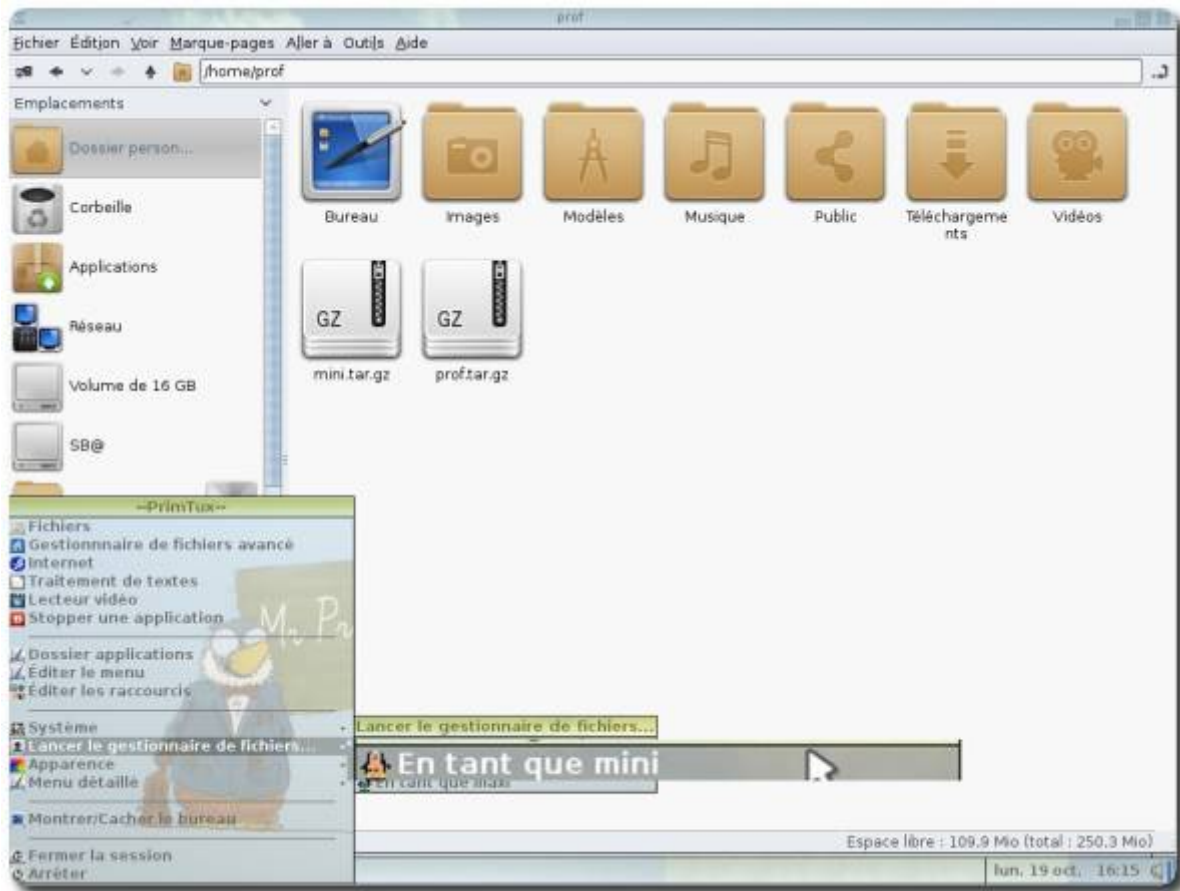 prof
Fichier Édition Voir Marque-pages Aller à Outils Aide
/home/prof
Emplacements
Dossier person...
Corbeille
Applications
Réseau
Volume de 16 GB
SB@
Bureau
Images
Modèles
Musique
Public
Téléchargeme
nts
Vidéos
GZ
GZ
mini.tar.gz
prof.tar.gz
--PrimTux--
Fichiers
Gestionnnaire de fichiers avancé
Internet
Traitement de textes
Lecteur vidéo
Stopper une application
Mr Pr
Dossier applications
Éditer le menu
Éditer les raccourcis
Système
Lancer le gestionnaire de fichiers...
Apparence
Menu détaillé
Montrer/Cacher le bureau
Fermer la session
Arrêter
Lancer le gestionnaire de fichiers...
En tant que mini
En tant que maxi
Espace libre : 109.9 Mio (total : 250.3 Mio)
lun. 19 oct. 16:15